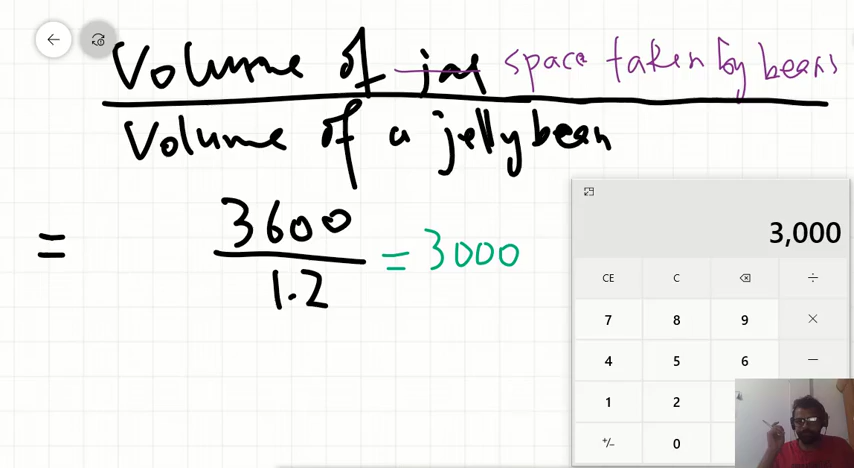 Volume of jar space taken by beans
Volume of a jellybean
= 3600 = 3000
1.2
3,000
CE C ÷
7 8 9 ×
4 5 6 −
1 2
+/− 0